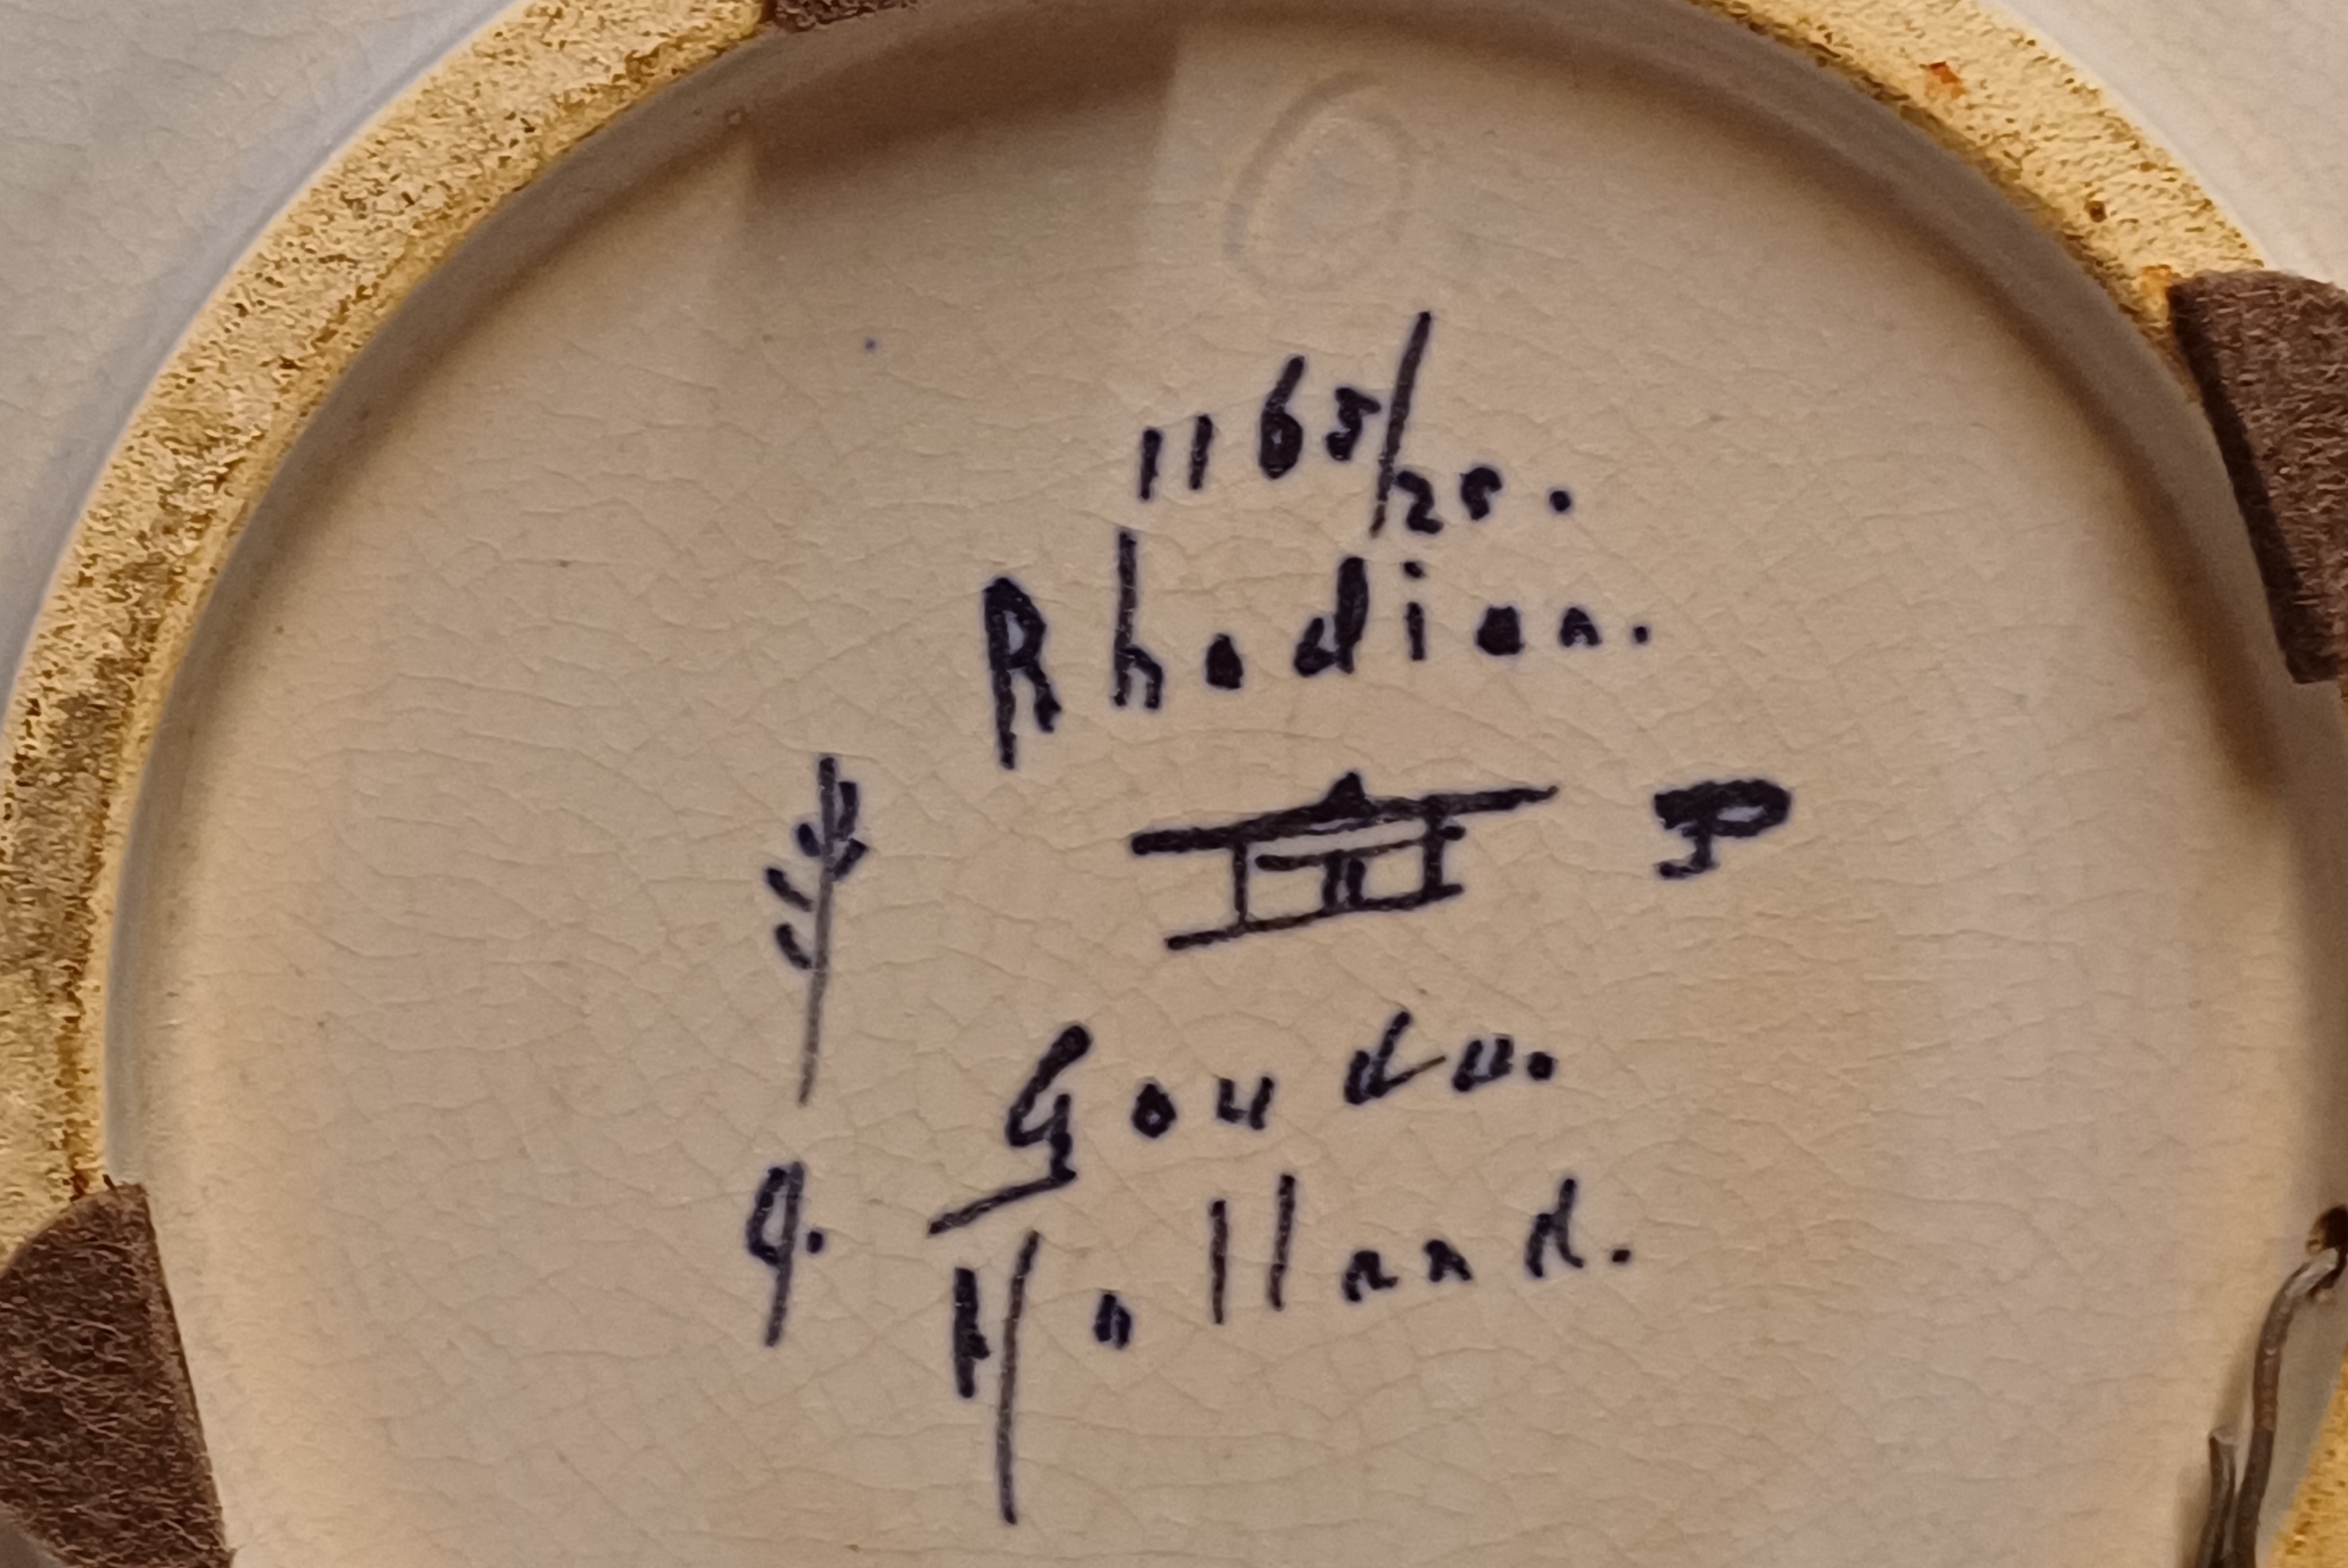 1165/25.
Rhodian.
P
Gouda.
Holland.